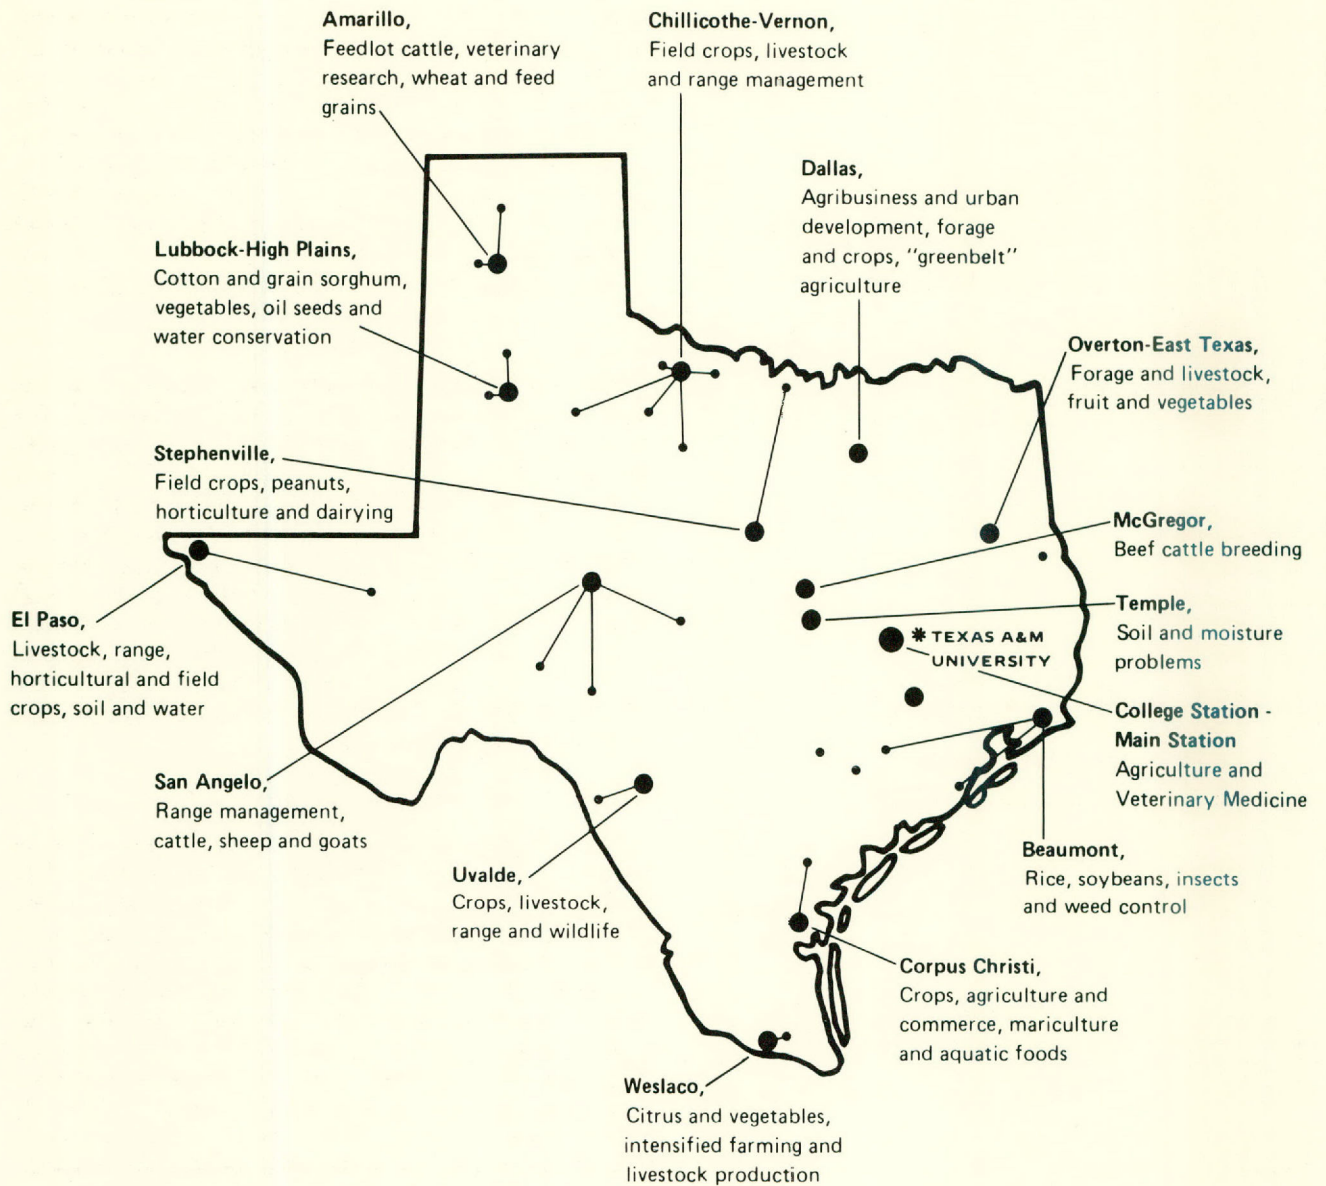 Amarillo,
Feedlot cattle, veterinary
research, wheat and feed
grains
Chillicothe-Vernon,
Field crops, livestock
and range management
Dallas,
Agribusiness and urban
development, forage
and crops, "greenbelt"
agriculture
Lubbock-High Plains,
Cotton and grain sorghum,
vegetables, oil seeds and
water conservation
Overton-East Texas,
Forage and livestock,
fruit and vegetables
Stephenville,
Field crops, peanuts,
horticulture and dairying
McGregor,
Beef cattle breeding
El Paso,
Livestock, range,
horticultural and field
crops, soil and water
Temple,
Soil and moisture
problems
* TEXAS A&M
UNIVERSITY
College Station -
Main Station
Agriculture and
Veterinary Medicine
San Angelo,
Range management,
cattle, sheep and goats
Uvalde,
Crops, livestock,
range and wildlife
Beaumont,
Rice, soybeans, insects
and weed control
Corpus Christi,
Crops, agriculture and
commerce, mariculture
and aquatic foods
Weslaco,
Citrus and vegetables,
intensified farming and
livestock production